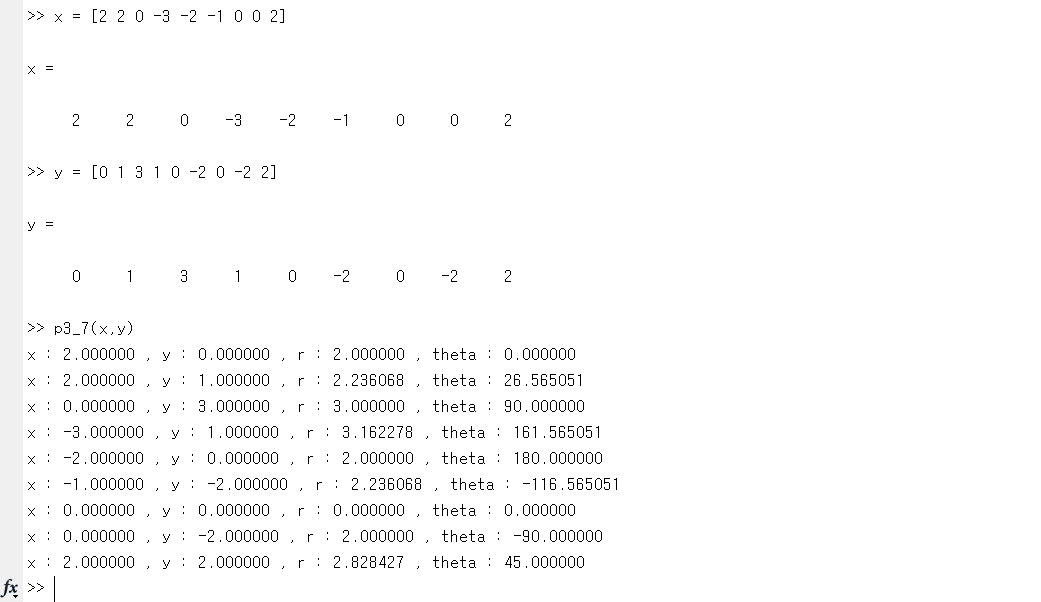 >> x = [2 2 0 -3 -2 -1 0 0 2]
x =
2 2 0 -3 -2 -1 0 0 2
>> y = [0 1 3 1 0 -2 0 -2 2]
y =
0 1 3 1 0 -2 0 -2 2
>> p3_7(x,y)
x : 2.000000 , y : 0.000000 , r : 2.000000 , theta : 0.000000
x : 2.000000 , y : 1.000000 , r : 2.236068 , theta : 26.565051
x : 0.000000 , y : 3.000000 , r : 3.000000 , theta : 90.000000
x : -3.000000 , y : 1.000000 , r : 3.162278 , theta : 161.565051
x : -2.000000 , y : 0.000000 , r : 2.000000 , theta : 180.000000
x : -1.000000 , y : -2.000000 , r : 2.236068 , theta : -116.565051
x : 0.000000 , y : 0.000000 , r : 0.000000 , theta : 0.000000
x : 0.000000 , y : -2.000000 , r : 2.000000 , theta : -90.000000
x : 2.000000 , y : 2.000000 , r : 2.828427 , theta : 45.000000
fx >>